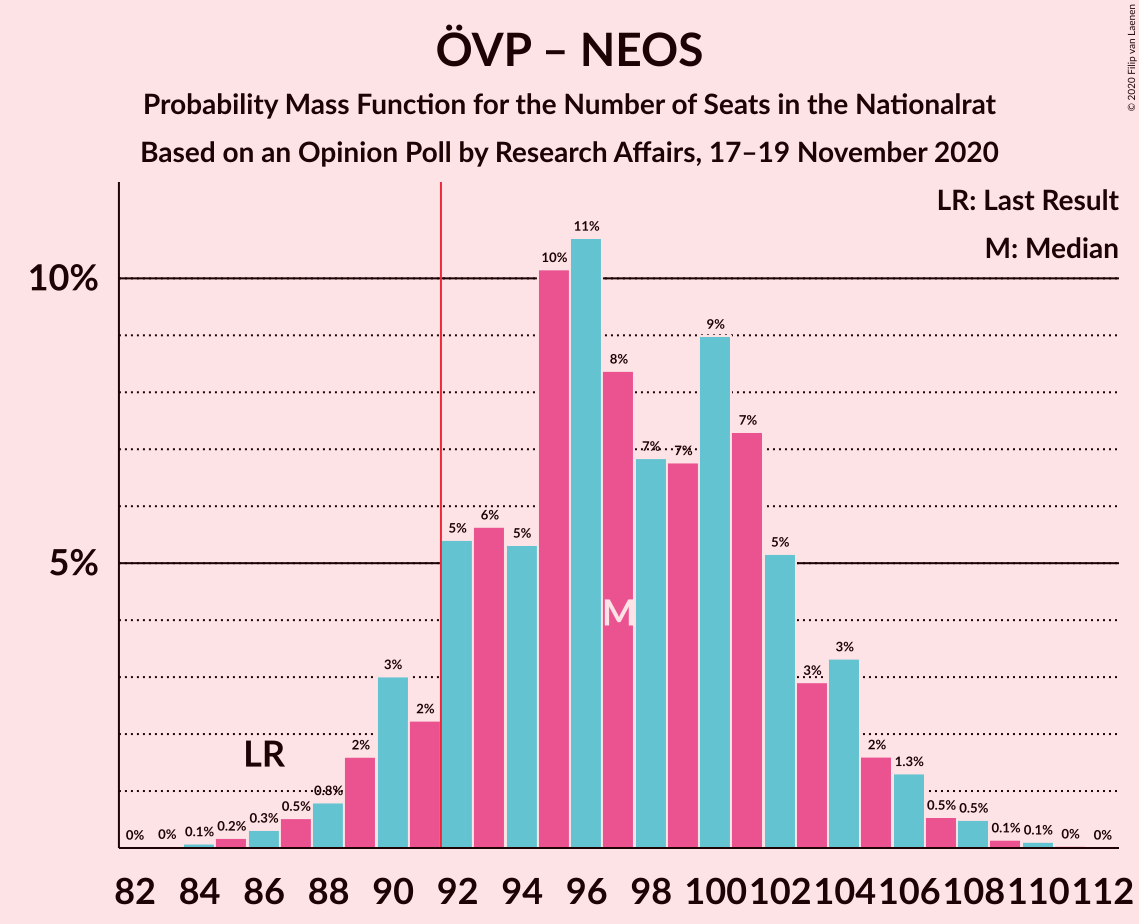 ÖVP – NEOS
Probability Mass Function for the Number of Seats in the Nationalrat
Based on an Opinion Poll by Research Affairs, 17–19 November 2020
© 2020 Filip van Laenen
LR: Last Result
M: Median
10%
5%
0% 0% 0.1% 0.2% 0.3% 0.5% 0.8% 2% 3% 2% 5% 6% 5% 10% 11% 8% 7% 7% 9% 7% 5% 3% 3% 2% 1.3% 0.5% 0.5% 0.1% 0.1% 0% 0%
LR
M
82 84 86 88 90 92 94 96 98 100 102 104 106 108 110 112